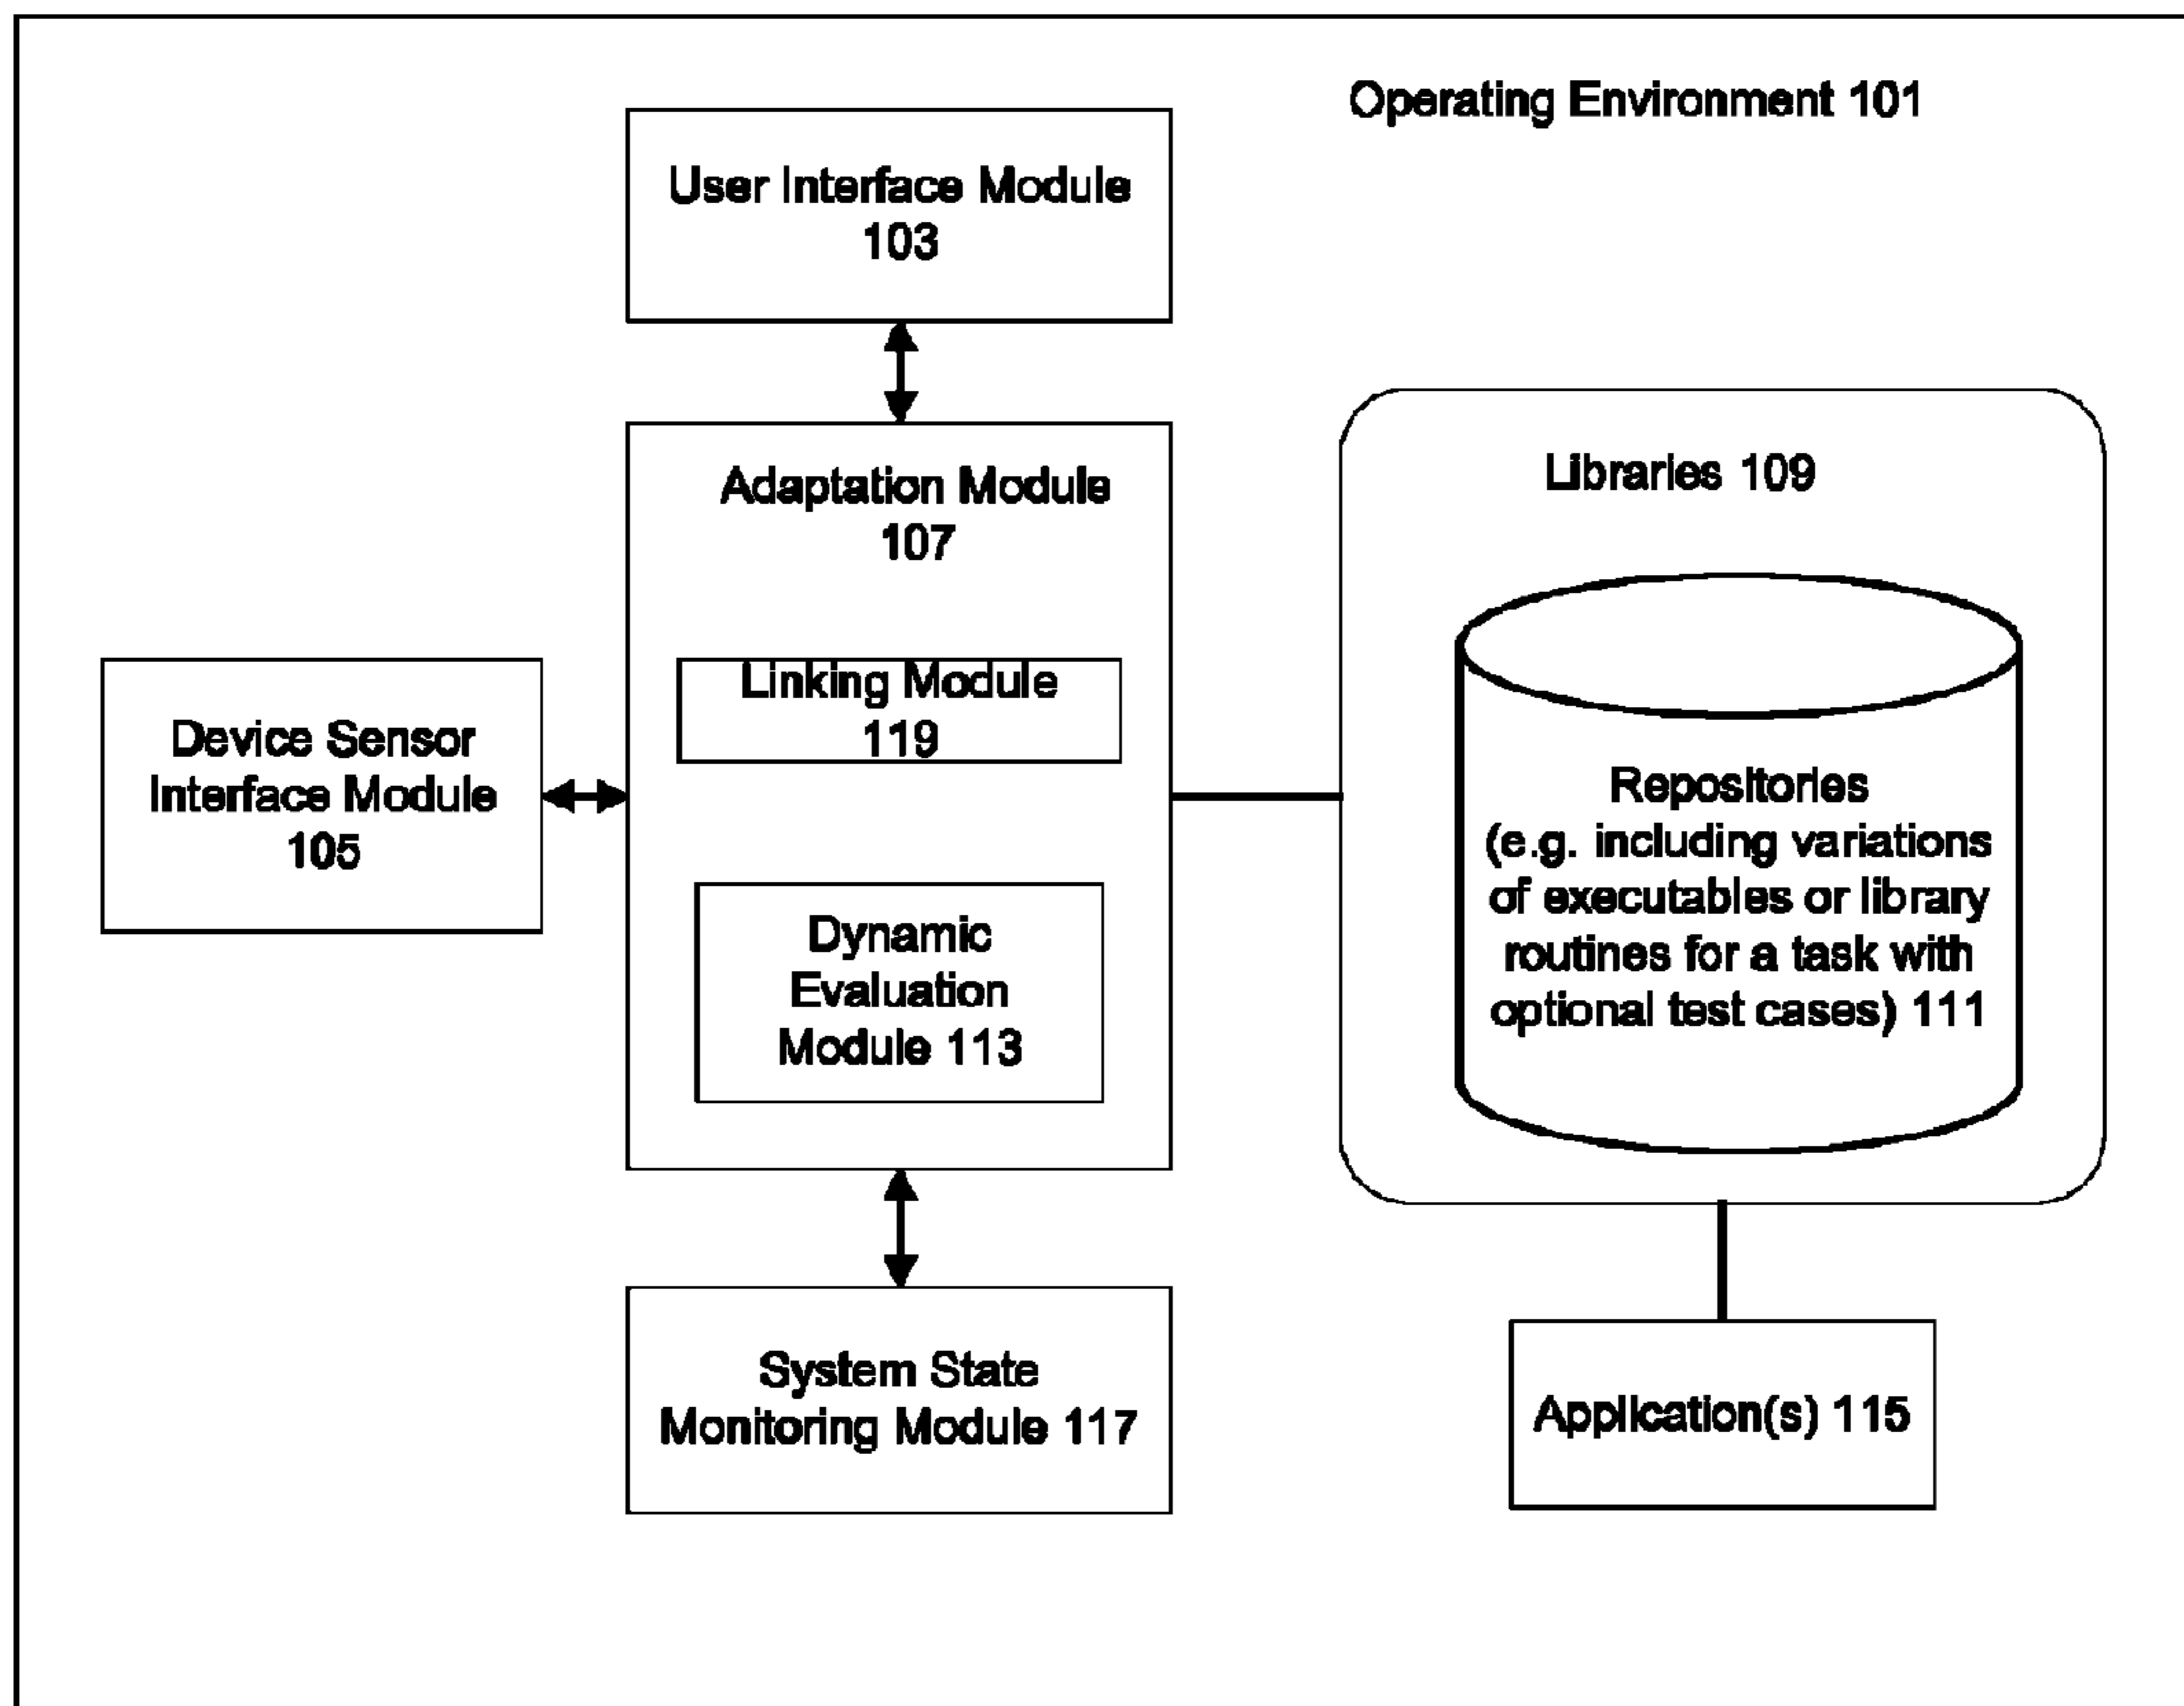 Operating Environment 101
User Interface Module
103
Adaptation Module
107
Linking Module
119
Dynamic
Evaluation
Module 113
Device Sensor
Interface Module
105
System State
Monitoring Module 117
Libraries 109
Repositories
(e.g. including variations
of executables or library
routines for a task with
optional test cases) 111
Application(s) 115